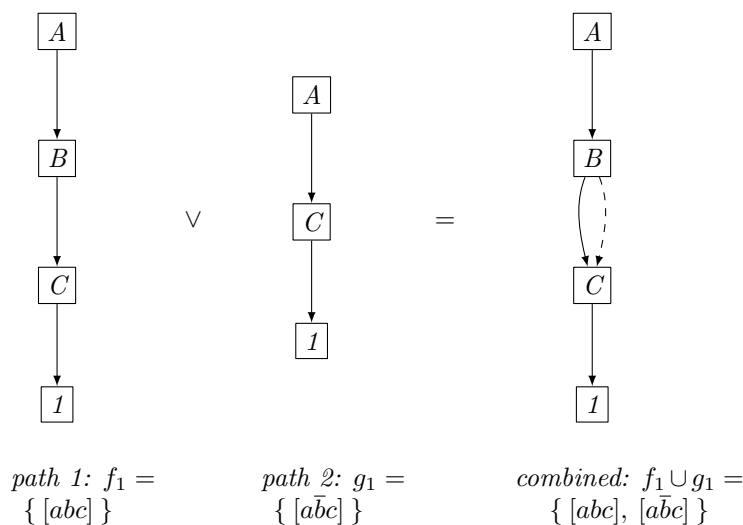 A
B
C
1
∨
A
C
1
=
A
B
C
1
path 1: f₁ =
{ [abc] }
path 2: g₁ =
{ [ab̄c] }
combined: f₁ ∪ g₁ =
{ [abc], [ab̄c] }